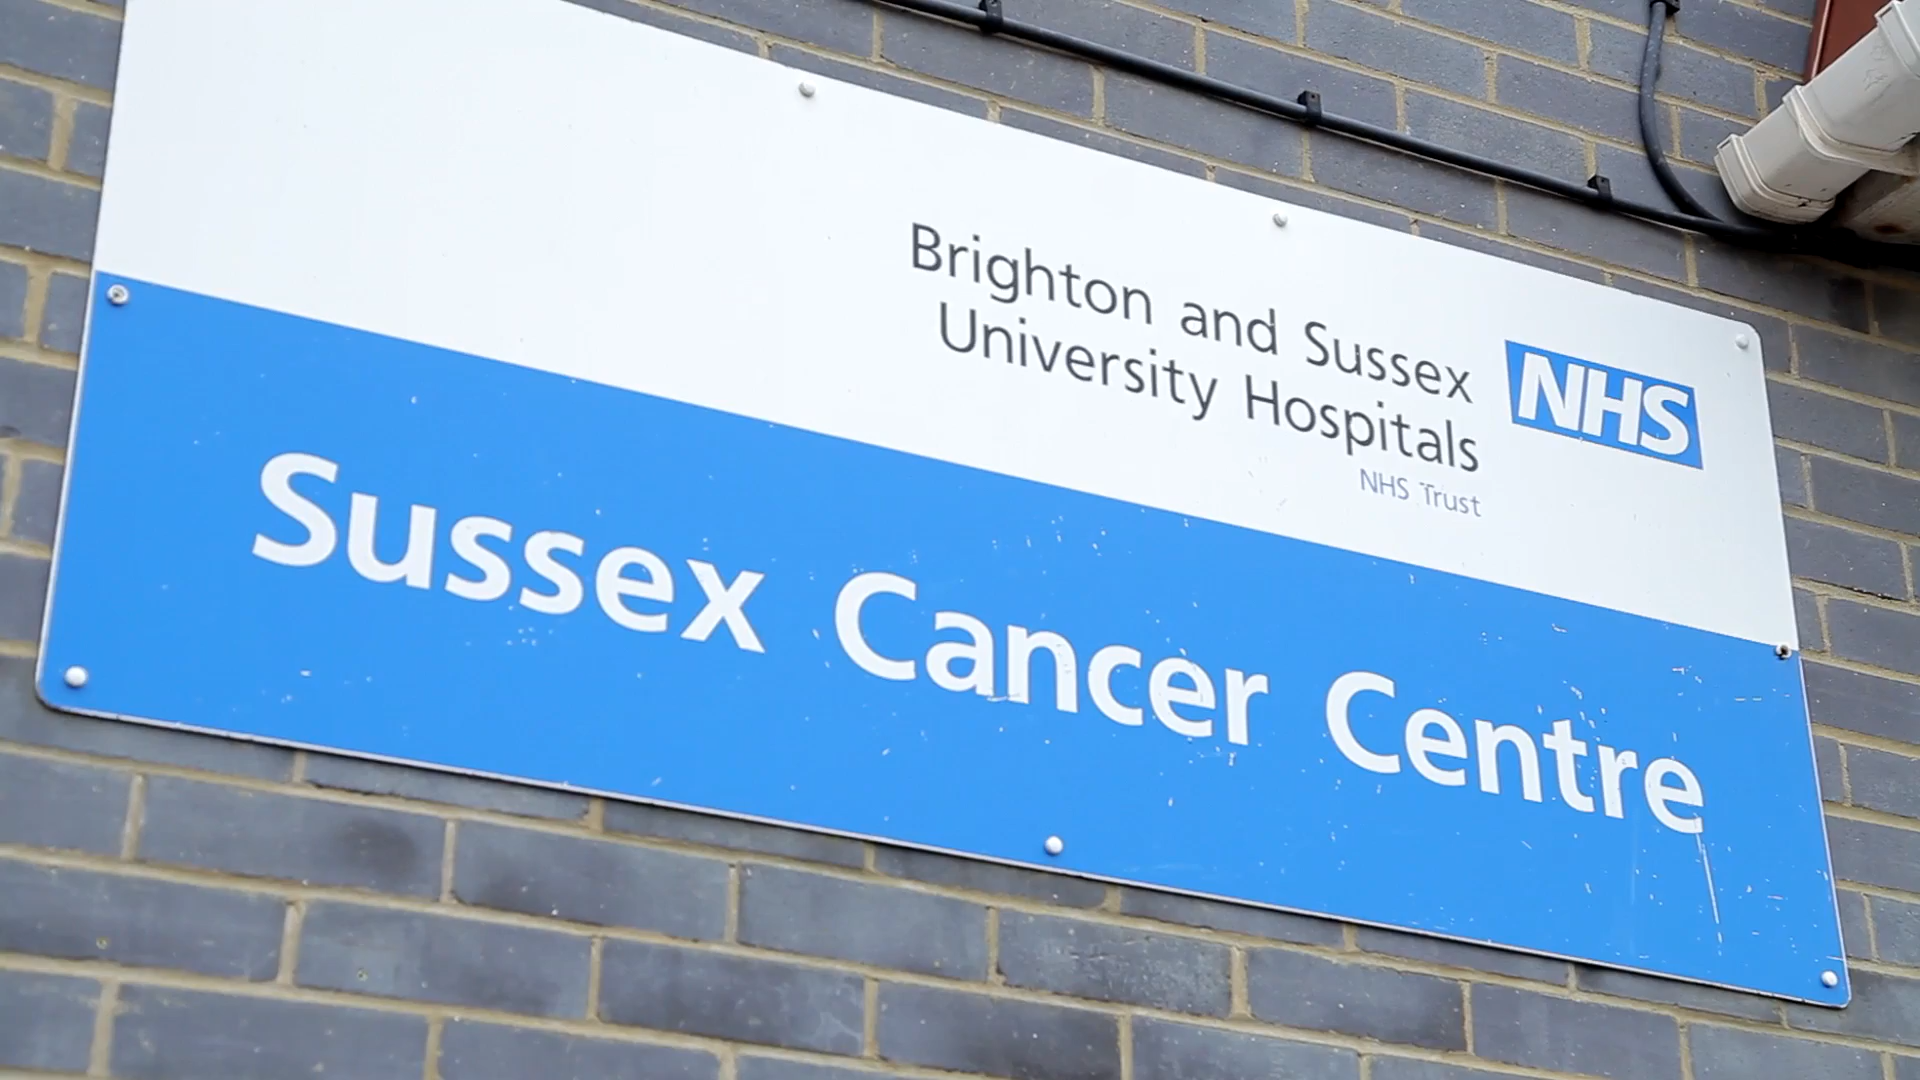 Brighton and Sussex
University Hospitals
NHS
NHS Trust
Sussex Cancer Centre